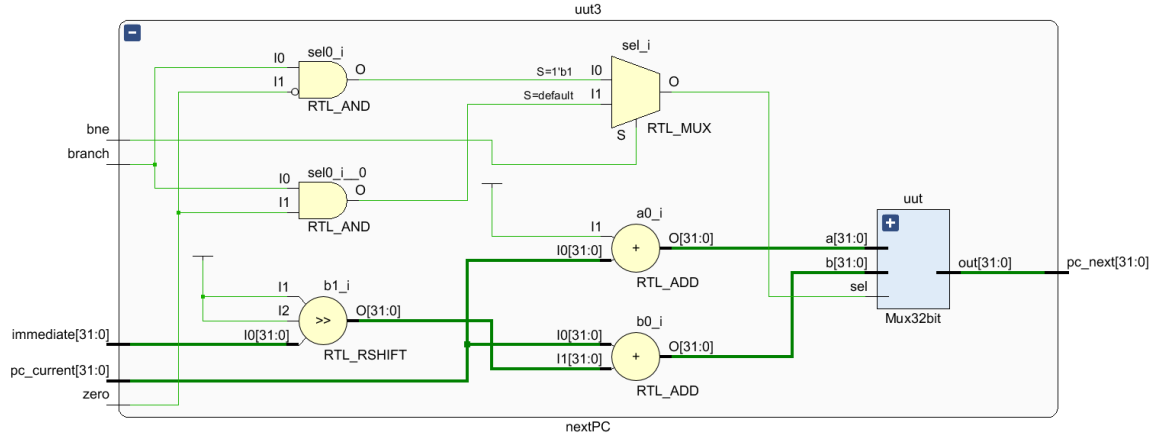 uut3
sel0_i
I0
I1
O
RTL_AND
sel_i
S=1'b1
I0
S=default
I1
O
S
RTL_MUX
bne
branch
sel0_i__0
I0
I1
O
RTL_AND
a0_i
I1
I0[31:0]
O[31:0]
+
RTL_ADD
uut
a[31:0]
b[31:0]
sel
out[31:0]
pc_next[31:0]
Mux32bit
b1_i
I1
I2
I0[31:0]
>>
O[31:0]
RTL_RSHIFT
immediate[31:0]
pc_current[31:0]
zero
b0_i
I0[31:0]
I1[31:0]
+
O[31:0]
RTL_ADD
nextPC